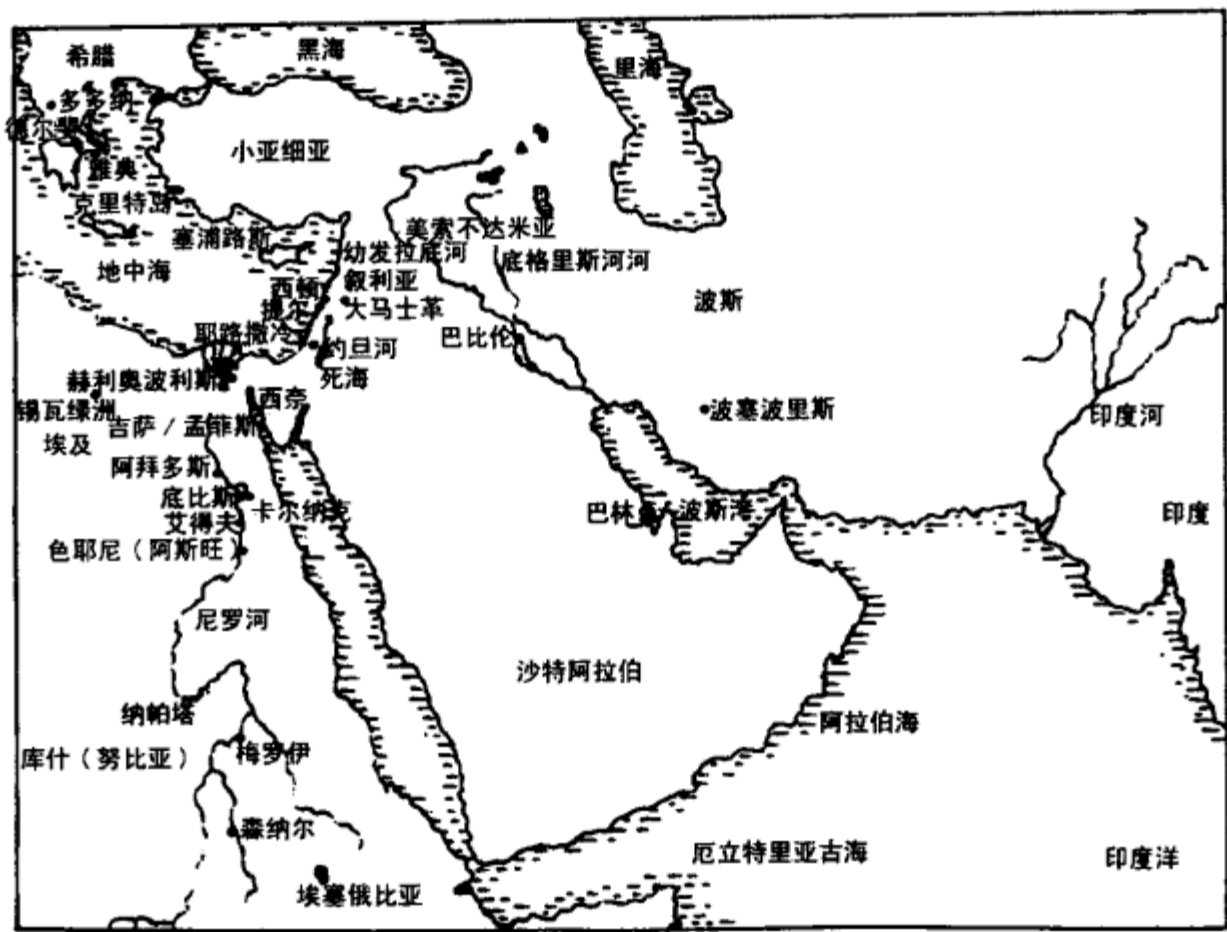 希腊
黑海
里海
多多纳
德尔斐
雅典
小亚细亚
克里特岛
美索不达米亚
塞浦路斯
幼发拉底河
底格里斯河河
地中海
西顿
叙利亚
波斯
提尔
大马士革
耶路撒冷
约旦河
巴比伦
赫利奥波利斯
死海
西奈
锡瓦绿洲
吉萨/孟菲斯
波塞波里斯
印度河
埃及
阿拜多斯
底比斯
卡尔纳克
巴林
波斯湾
印度
艾得夫
色耶尼(阿斯旺)
尼罗河
沙特阿拉伯
纳帕塔
阿拉伯海
库什(努比亚)
梅罗伊
森纳尔
厄立特里亚古海
印度洋
埃塞俄比亚